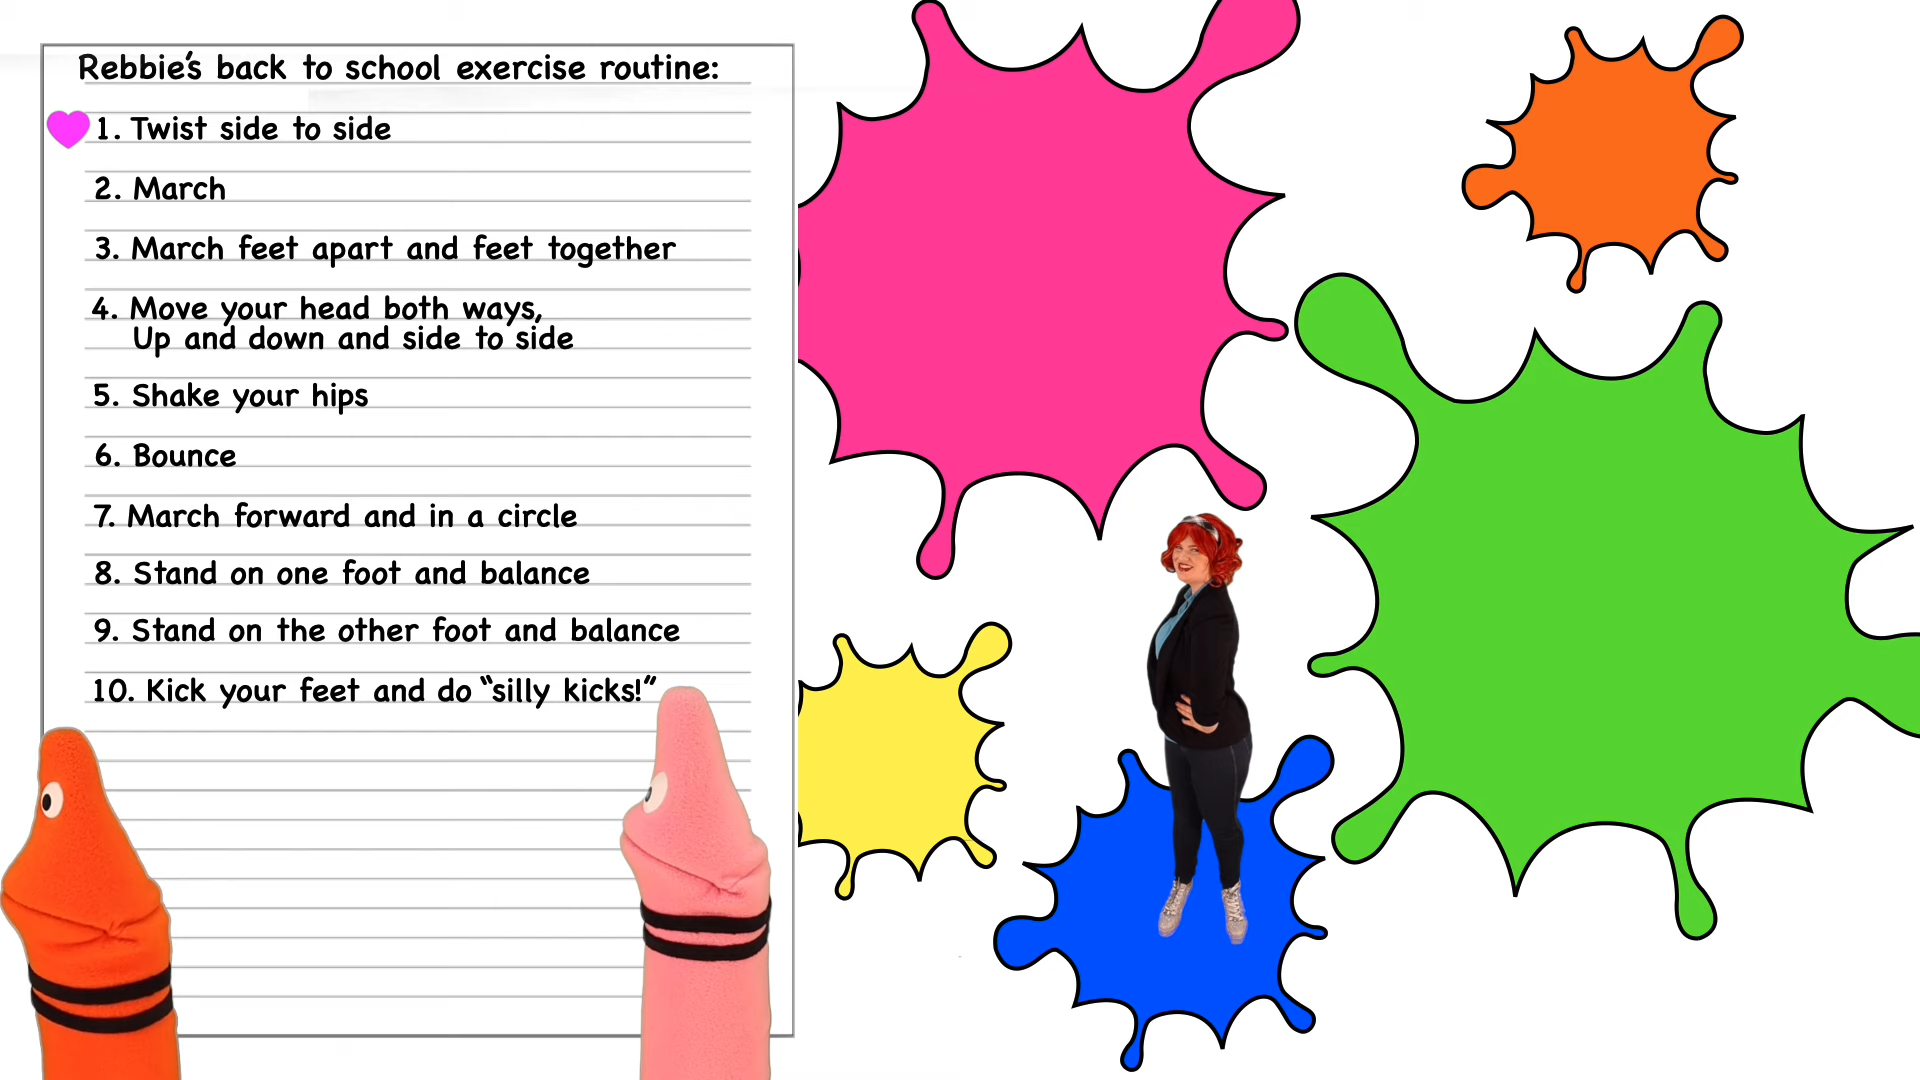 Rebbie's back to school exercise routine:
1. Twist side to side
2. March
3. March feet apart and feet together
4. Move your head both ways,
Up and down and side to side
5. Shake your hips
6. Bounce
7. March forward and in a circle
8. Stand on one foot and balance
9. Stand on the other foot and balance
10. Kick your feet and do “silly kicks!”